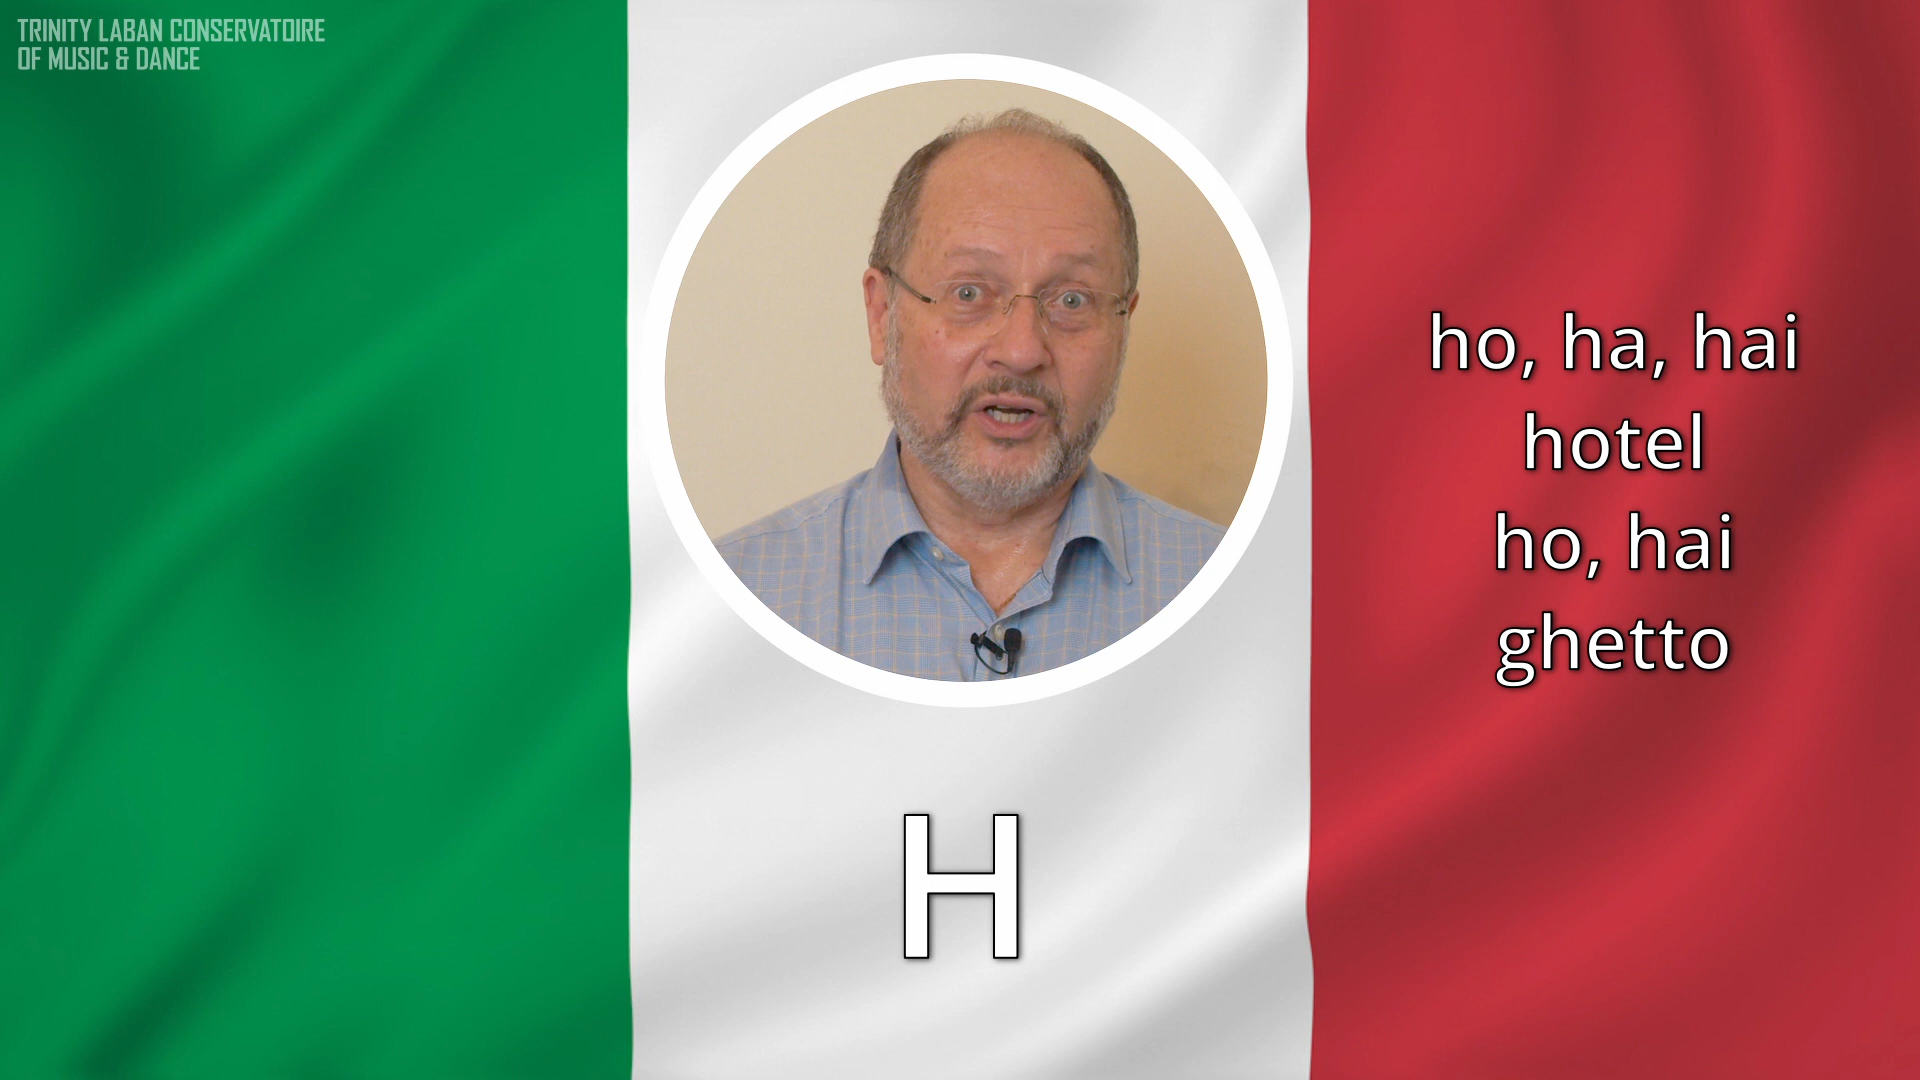 TRINITY LABAN CONSERVATOIRE
OF MUSIC & DANCE
ho, ha, hai
hotel
ho, hai
ghetto
H